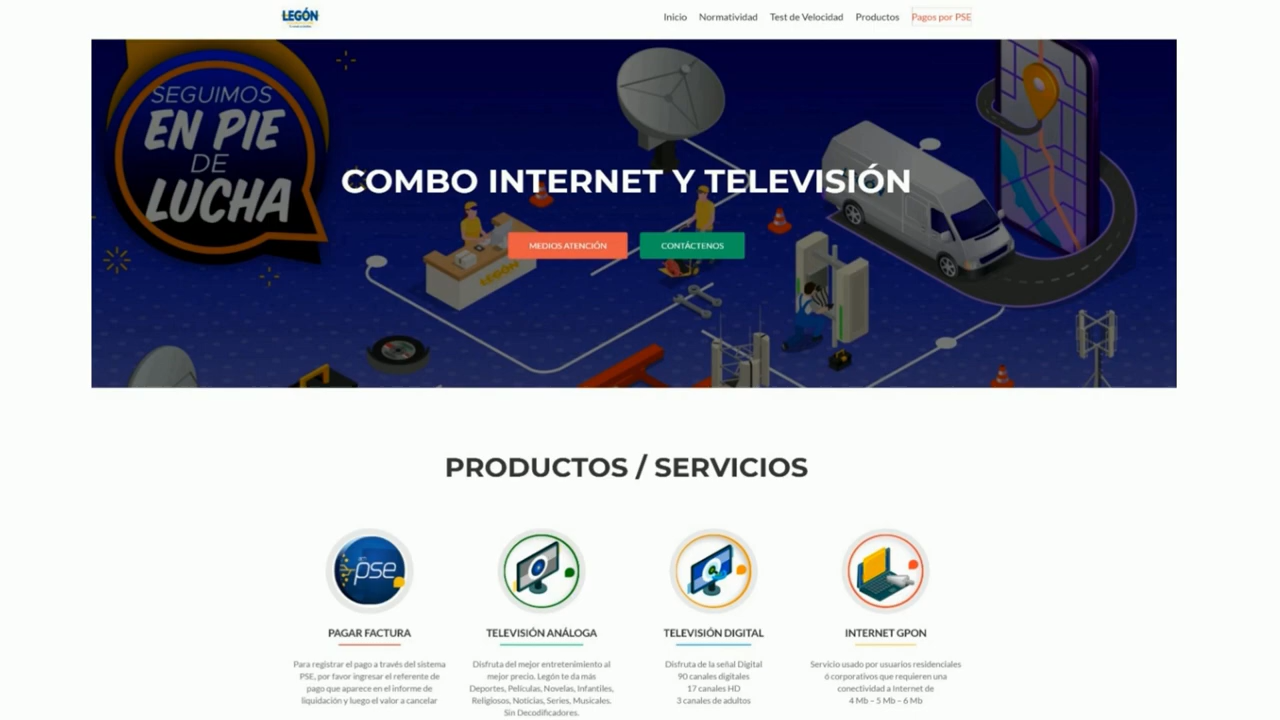 LEGÓN
Inicio Normatividad Test de Velocidad Productos Pagos por PSE
SEGUIMOS
EN PIE
DE
LUCHA
COMBO INTERNET Y TELEVISIÓN
MEDIOS ATENCIÓN CONTÁCTENOS
LEGÓN
PRODUCTOS / SERVICIOS
pse
PAGAR FACTURA
Para registrar el pago a través del sistema
PSE, por favor ingresar el referente de
pago que aparece en el informe de
liquidación y luego el valor a cancelar
TELEVISIÓN ANÁLOGA
Disfruta del mejor entretenimiento al
mejor precio. Legón te da más
Deportes, Películas, Novelas, Infantiles,
Religiosos, Noticias, Series, Musicales.
Sin Decodificadores.
TELEVISIÓN DIGITAL
Disfruta de la señal Digital
90 canales digitales
17 canales HD
3 canales de adultos
INTERNET GPON
Servicio usado por usuarios residenciales
ó corporativos que requieren una
conectividad a Internet de
4 Mb – 5 Mb – 6 Mb